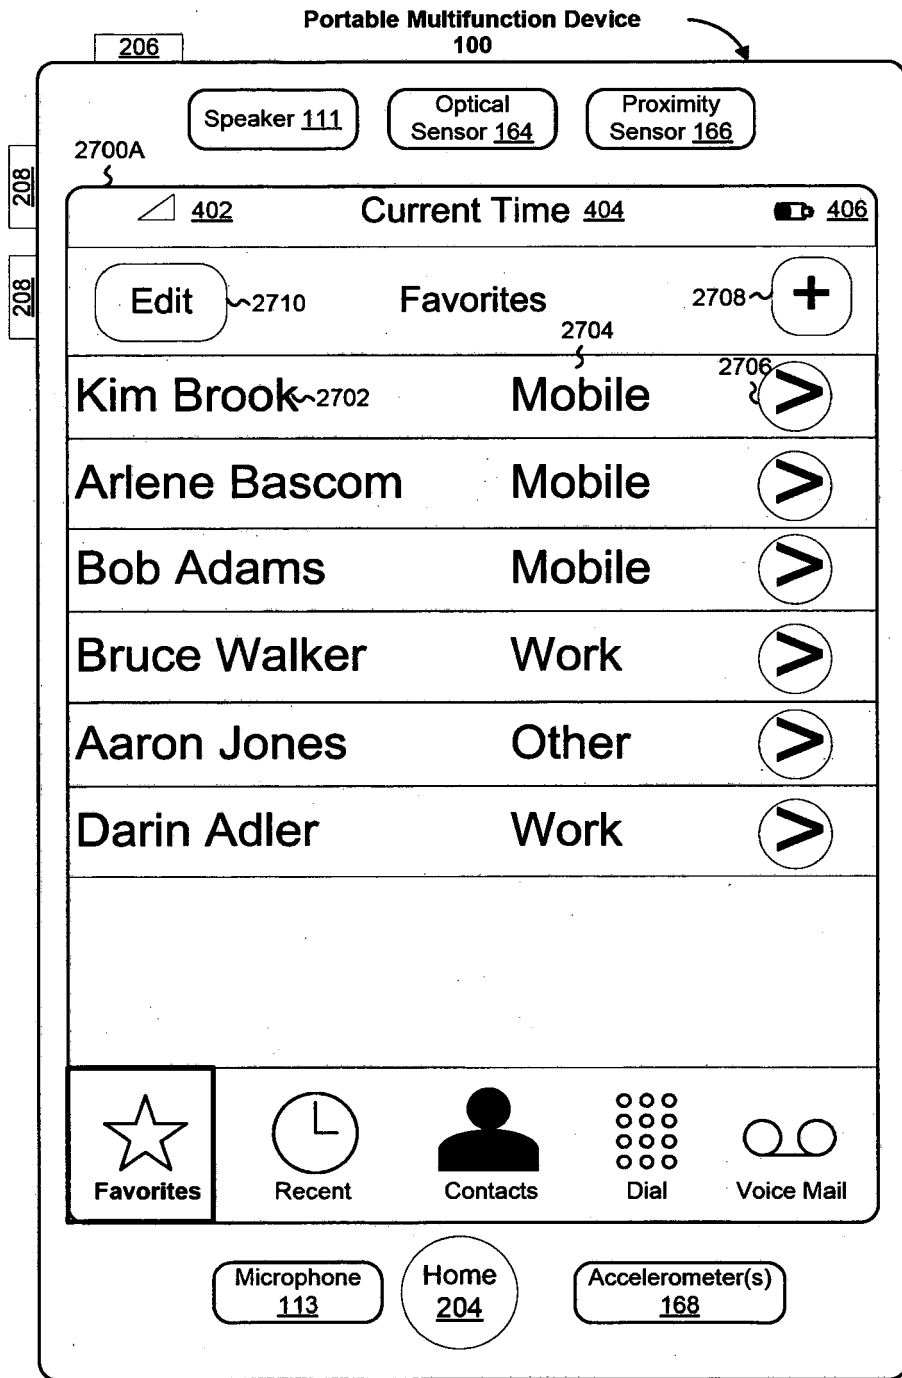 Portable Multifunction Device
100
206
Speaker 111
Optical
Sensor 164
Proximity
Sensor 166
2700A
208
208
402 Current Time 404 406
Edit 2710 Favorites 2708 +
2704
2706
Kim Brook 2702 Mobile >
Arlene Bascom Mobile >
Bob Adams Mobile >
Bruce Walker Work >
Aaron Jones Other >
Darin Adler Work >
Favorites Recent Contacts Dial Voice Mail
Microphone
113
Home
204
Accelerometer(s)
168